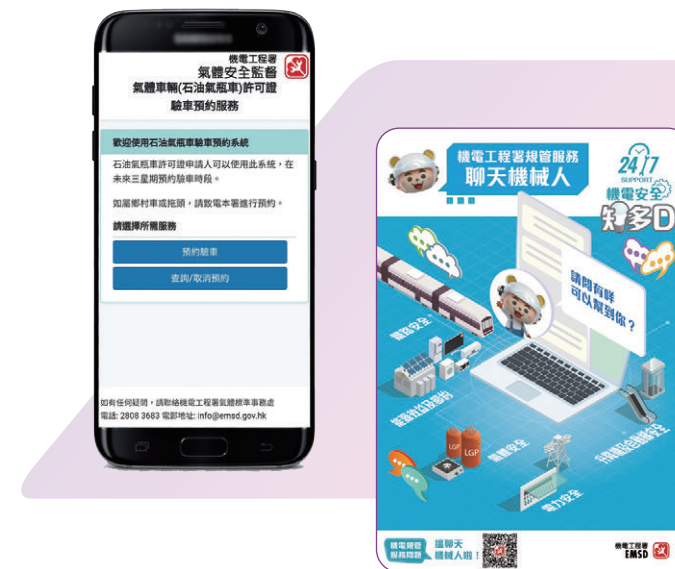 機電工程署
氣體安全監督
氣體車輛(石油氣瓶車)許可證
驗車預約服務
歡迎使用石油氣瓶車驗車預約系統
石油氣瓶車許可證申請人可以使用此系統，在
未來三星期預約驗車時段。
如屬鄉村車或拖頭，請致電本署進行預約。
請選擇所需服務
預約驗車
查詢/取消預約
如有任何疑問，請聯絡機電工程署氣體標準事務處
電話: 2808 3683 電郵地址: info@emsd.gov.hk
機電工程署規管服務
聊天機械人
24/7
SUPPORT
機電安全
知多D
請問有咩
可以幫到你？
鐵路安全
能源效益及節約
LGP
LGP
氣體安全
電力安全
升降機及自動梯安全
機電規管
服務問題
搵聊天
機械人啦！
機電工程署
EMSD